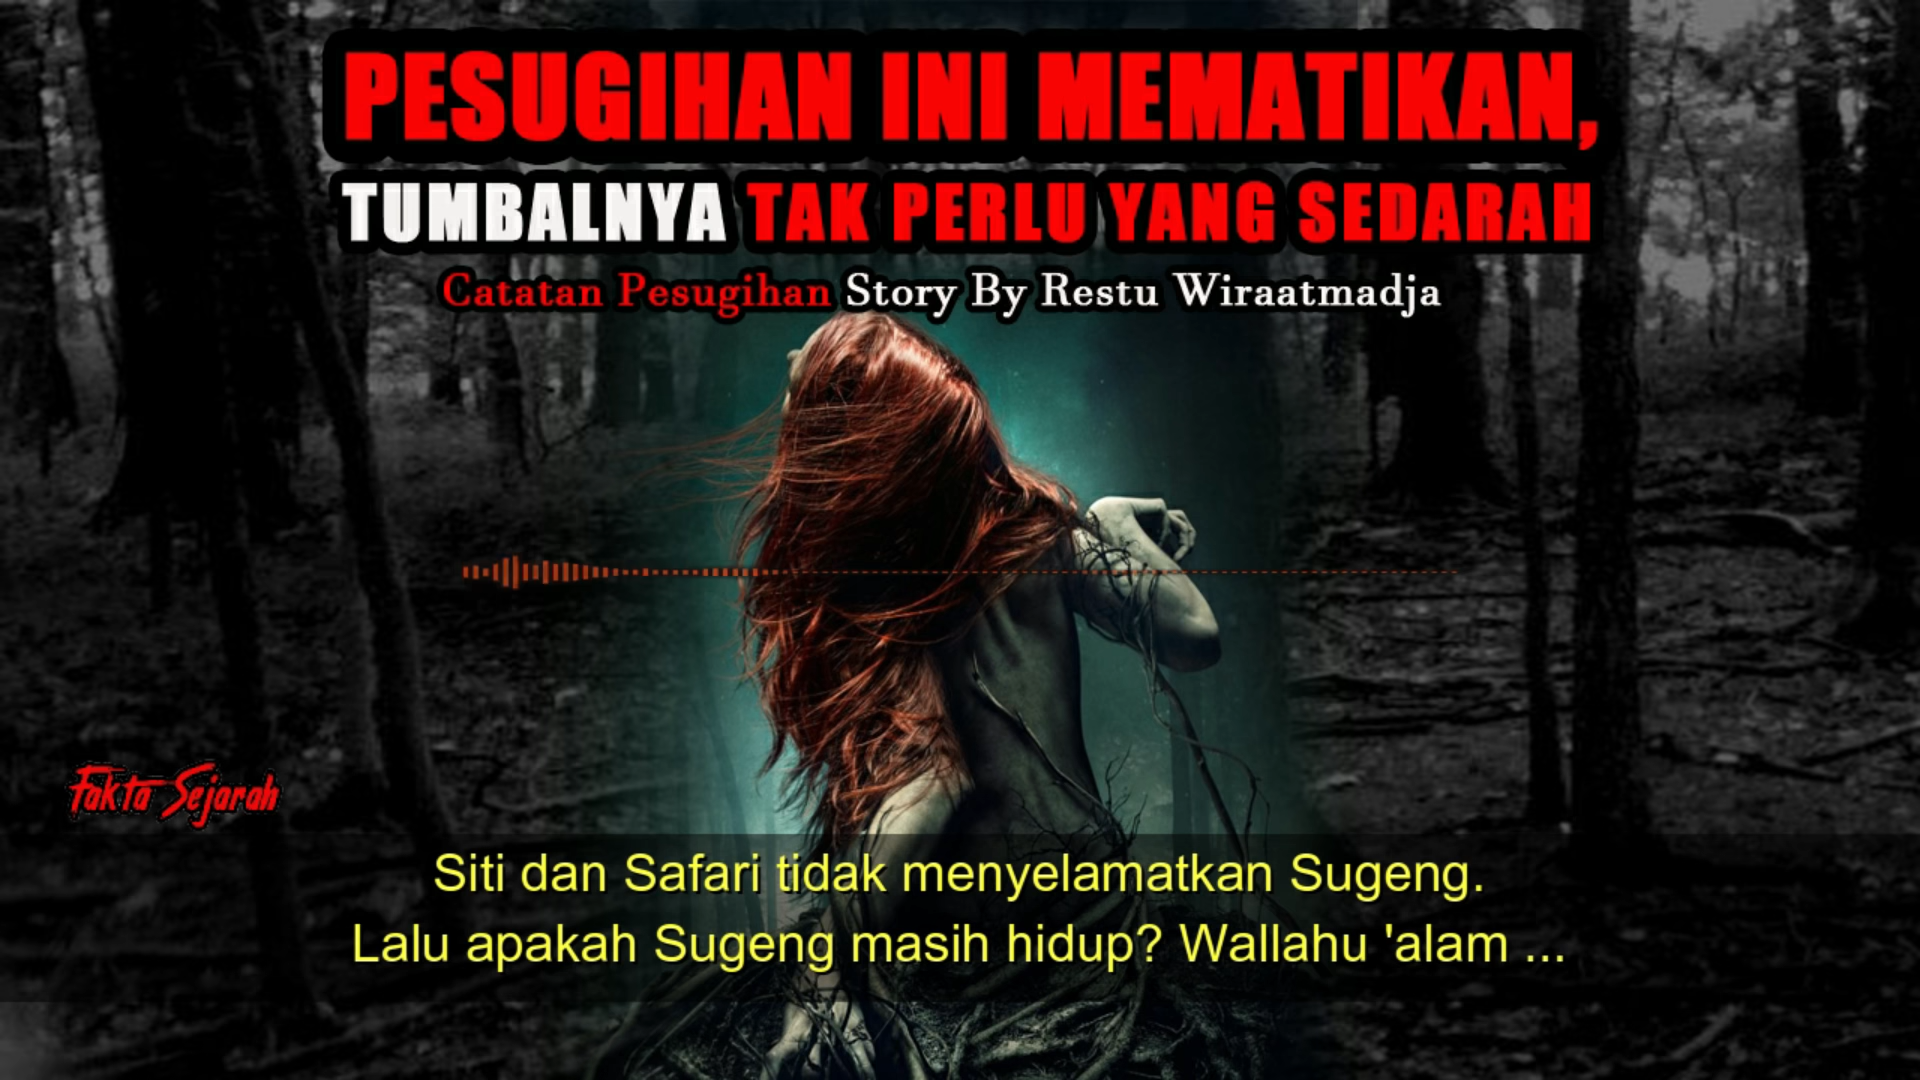 PESUGIHAN INI MEMATIKAN,
TUMBALNYA TAK PERLU YANG SEDARAH
Catatan Pesugihan Story By Restu Wiraatmadja
Fakta Sejarah
Siti dan Safari tidak menyelamatkan Sugeng.
Lalu apakah Sugeng masih hidup? Wallahu 'alam ...